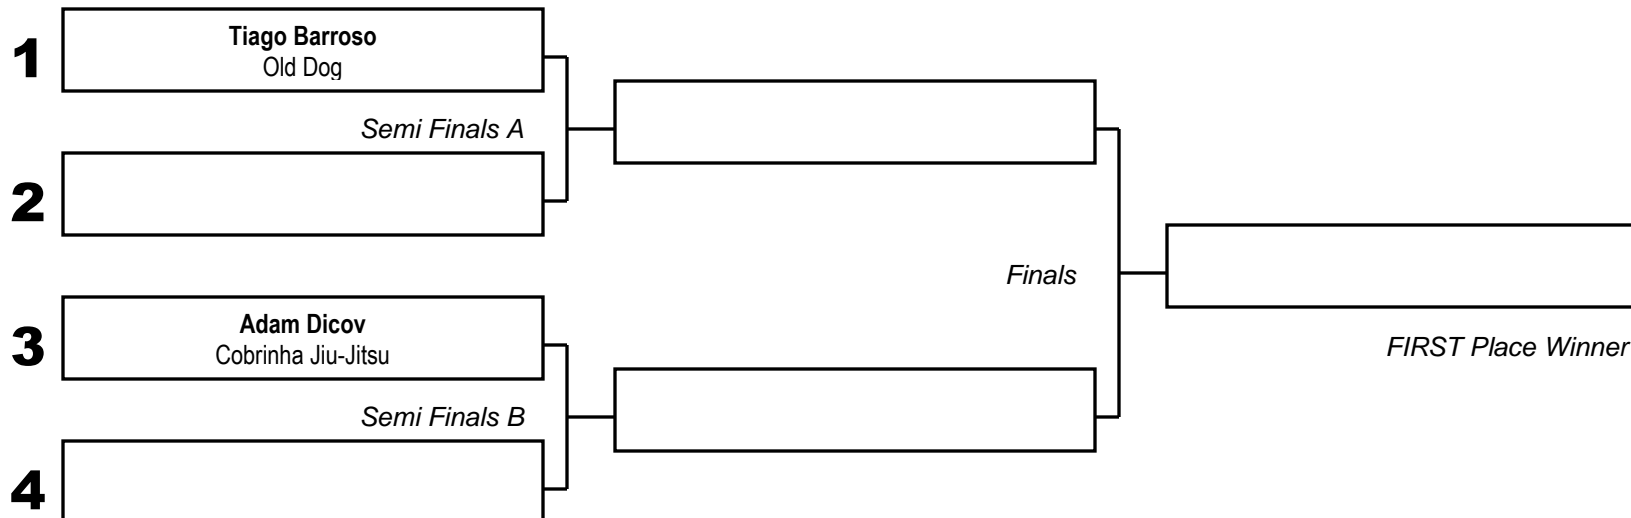 1
Tiago Barroso
Old Dog
Semi Finals A
2
3
Adam Dicov
Cobrinha Jiu-Jitsu
Semi Finals B
4
Finals
FIRST Place Winner